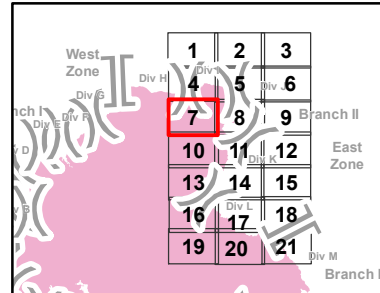 1 2 3
West
Zone
Div H
4 5 6
Div J
Div G
Branch II
7 8 9
Div F
Div E
East
Zone
10 11 12
Div K
13 14 15
Div L
16 17 18
19 20 21
Div M
Branch